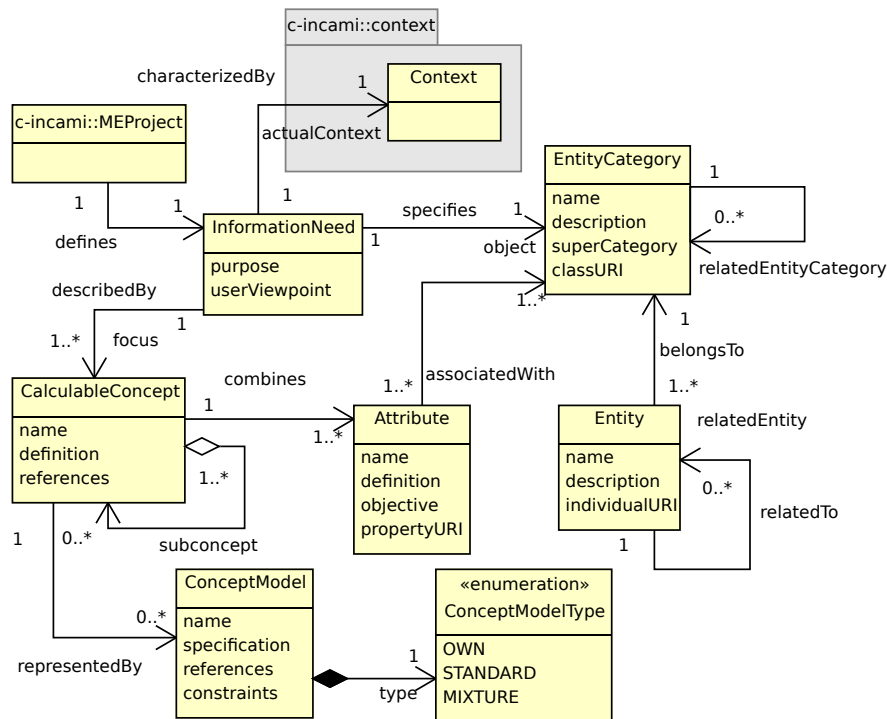 c-incami::context
characterizedBy
1
Context
actualContext
1
c-incami::MEProject
1
1
defines
InformationNeed
purpose
userViewpoint
specifies
1
1
object
EntityCategory
name
description
superCategory
classURI
1
0..*
relatedEntityCategory
describedBy
1
1..*
focus
1..*
associatedWith
1..*
1
belongsTo
1..*
CalculableConcept
name
definition
references
combines
1
1..*
1..*
0..*
subconcept
Attribute
name
definition
objective
propertyURI
Entity
name
description
individualURI
relatedEntity
0..*
relatedTo
1
1
0..*
representedBy
ConceptModel
name
specification
references
constraints
1
type
«enumeration»
ConceptModelType
OWN
STANDARD
MIXTURE